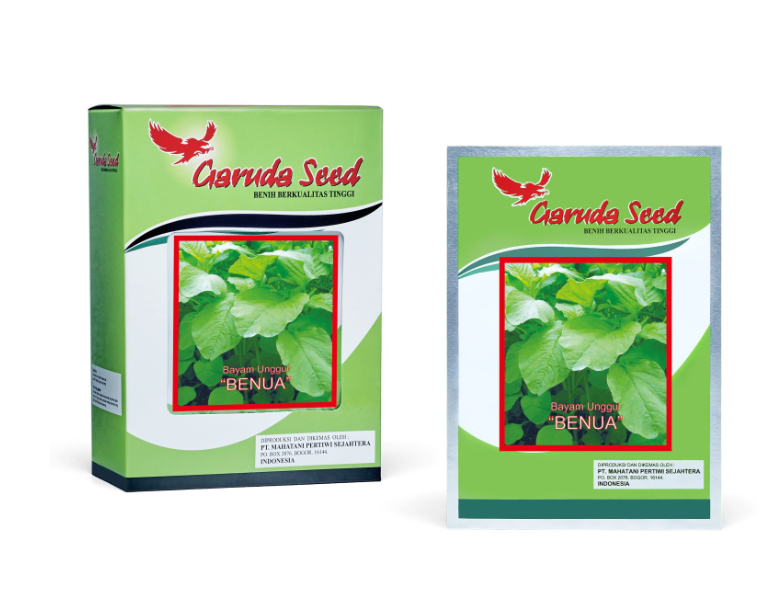 Garuda Seed
Garuda Seed
BENIH BERKUALITAS TINGGI
Bayam Unggul
"BENUA"
DIPRODUKSI DAN DIKEMAS OLEH :
PT. MAHATANI PERTIWI SEJAHTERA
PO. BOX 2076. BOGOR, 16144.
INDONESIA
Garuda Seed
BENIH BERKUALITAS TINGGI
Bayam Unggul
"BENUA"
DIPRODUKSI DAN DIKEMAS OLEH :
PT. MAHATANI PERTIWI SEJAHTERA
PO. BOX 2076. BOGOR, 16144.
INDONESIA